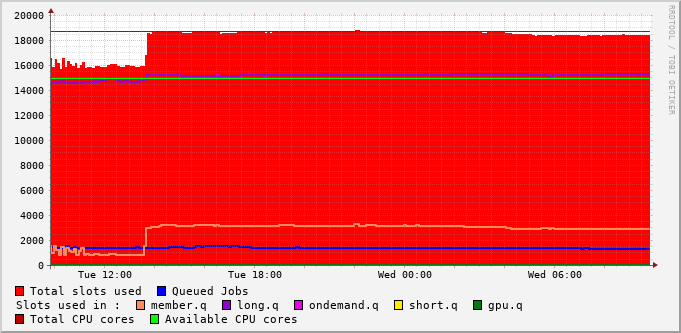 RRDTOOL / TOBI OETIKER
20000
18000
16000
14000
12000
10000
8000
6000
4000
2000
0
Tue 12:00 Tue 18:00 Wed 00:00 Wed 06:00
Total slots used Queued Jobs
Slots used in : member.q long.q ondemand.q short.q gpu.q
Total CPU cores Available CPU cores